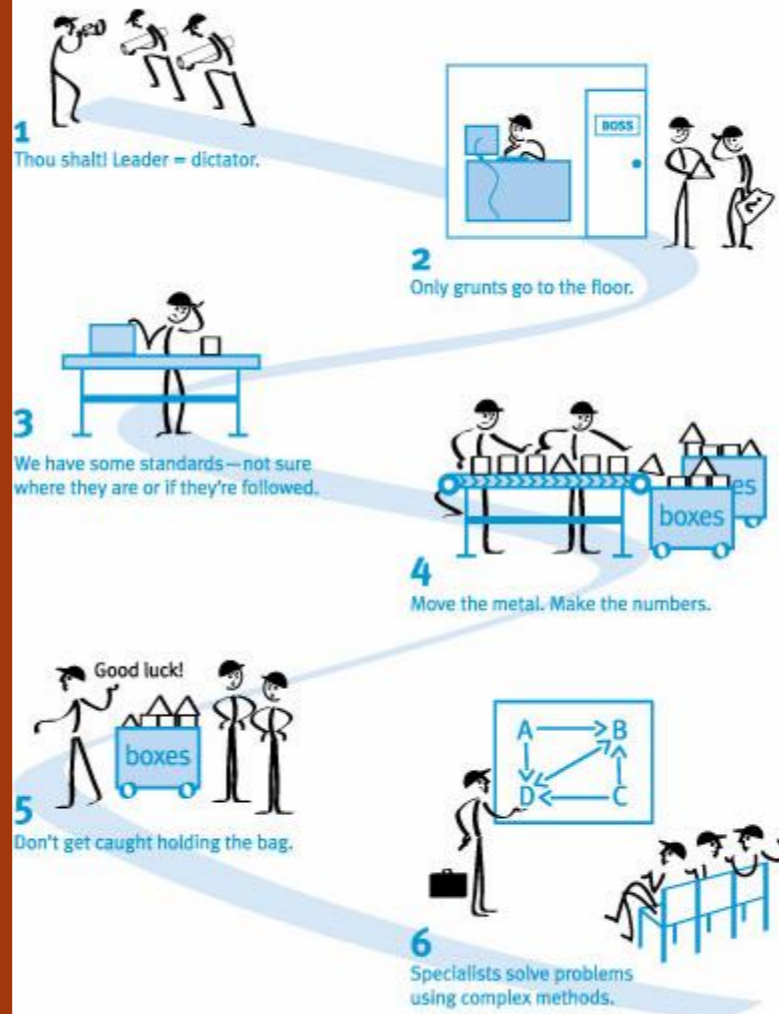 1
Thou shalt! Leader = dictator.
BOSS
2
Only grunts go to the floor.
3
We have some standards—not sure
where they are or if they're followed.
boxes
es
4
Move the metal. Make the numbers.
Good luck!
boxes
5
Don't get caught holding the bag.
A B
D C
6
Specialists solve problems
using complex methods.